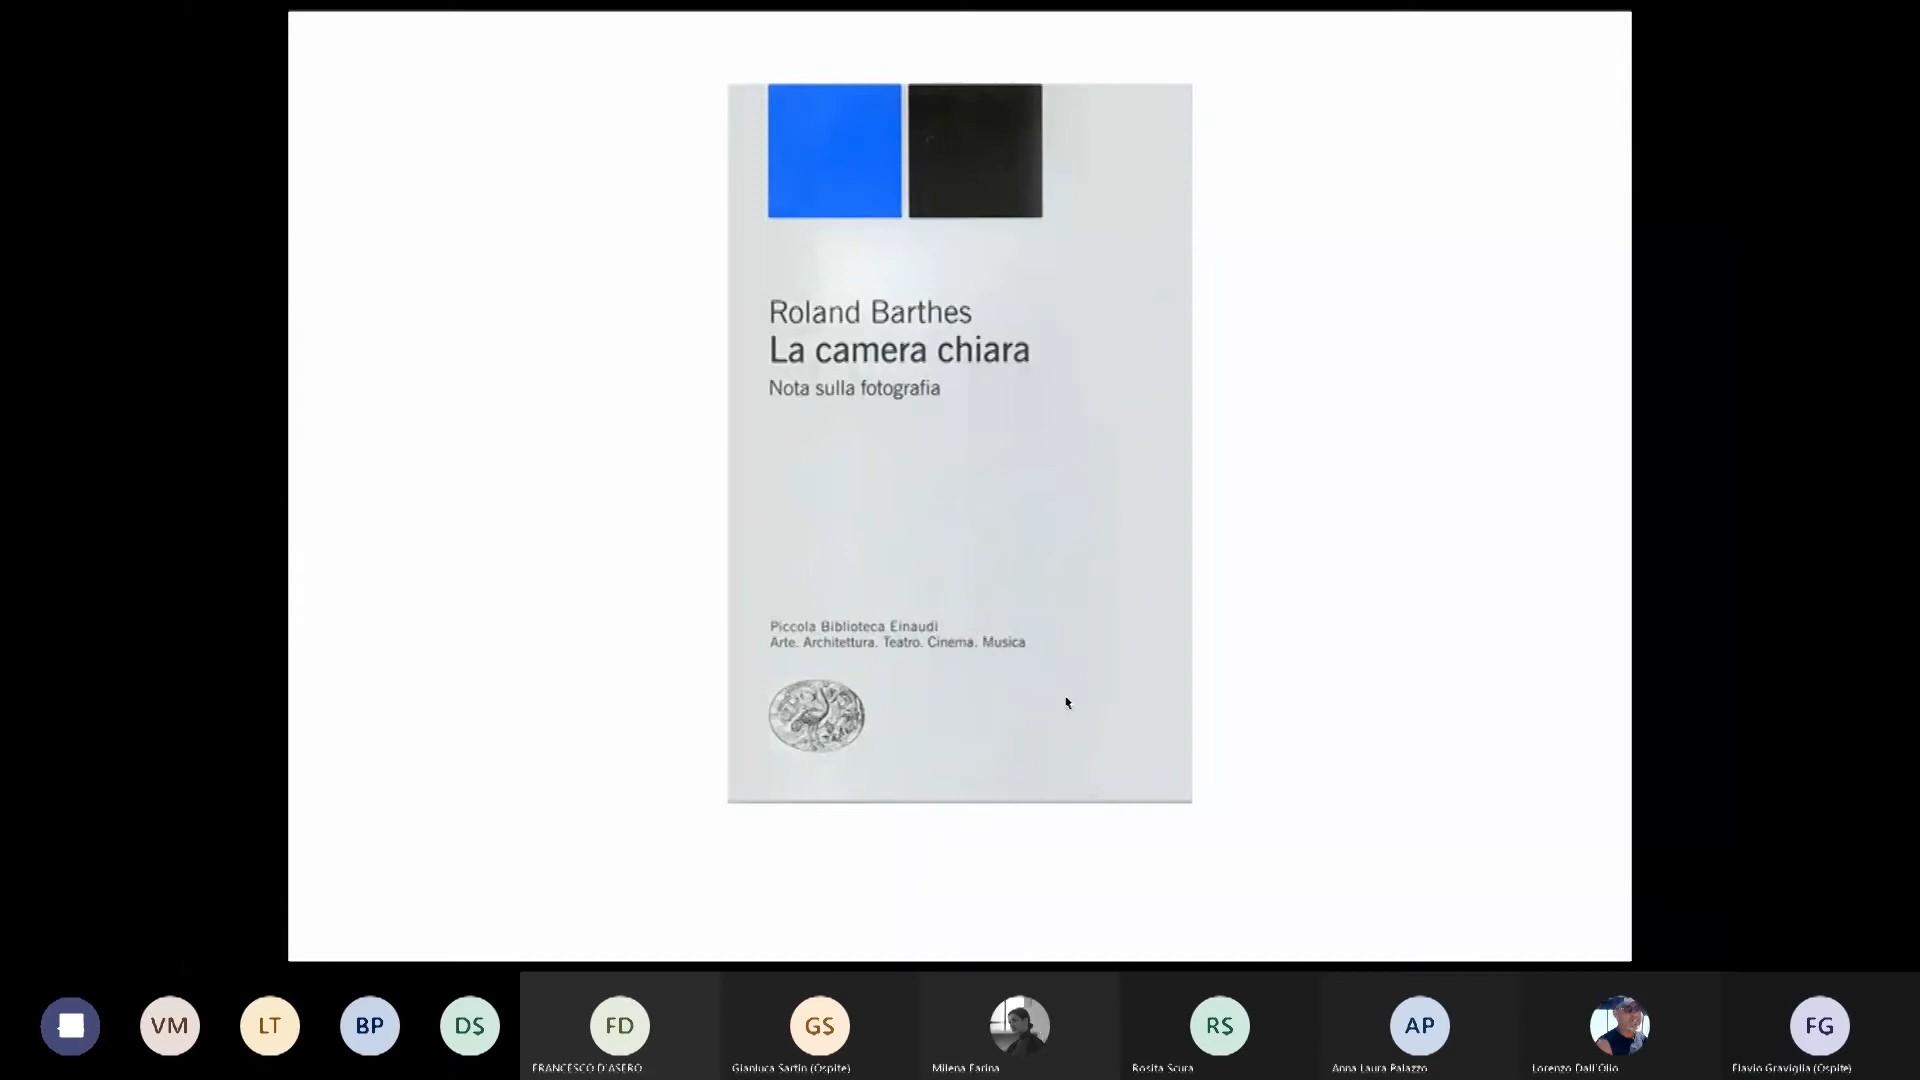 Roland Barthes
La camera chiara
Nota sulla fotografia
Piccola Biblioteca Einaudi
Arte. Architettura. Teatro. Cinema. Musica
VM
LT
BP
DS
FD
GS
RS
AP
FG
FRANCESCO D'ASERO
Gianluca Sartin (Ospite)
Milena Farina
Rosita Scura
Anna Laura Palazzo
Lorenzo Dall'Olio
Flavio Graviglia (Ospite)